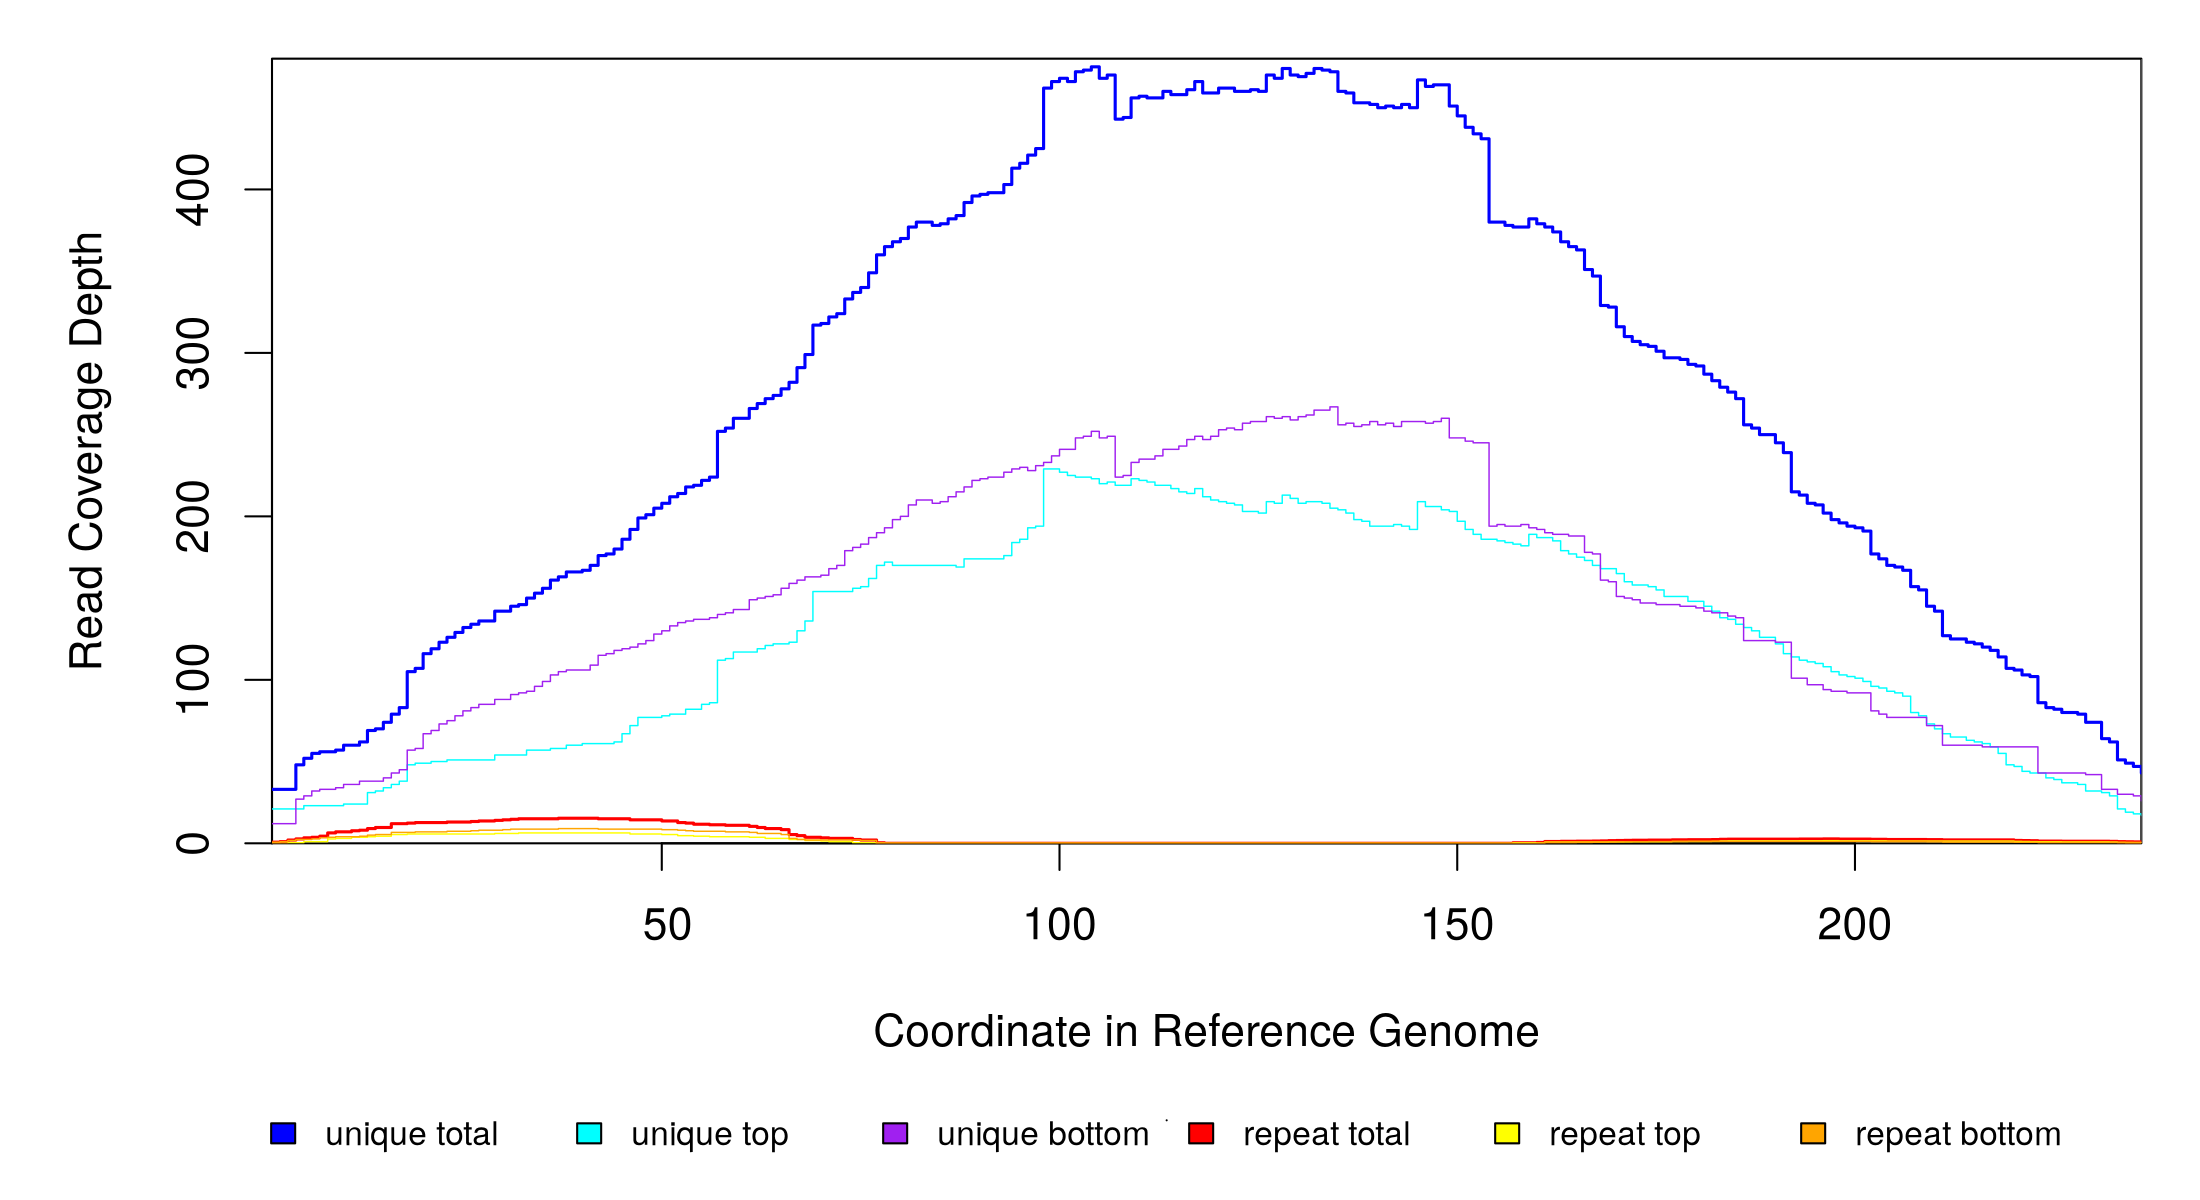 400
300
200
100
0
Read Coverage Depth
50 100 150 200
Coordinate in Reference Genome
unique total unique top unique bottom repeat total repeat top repeat bottom